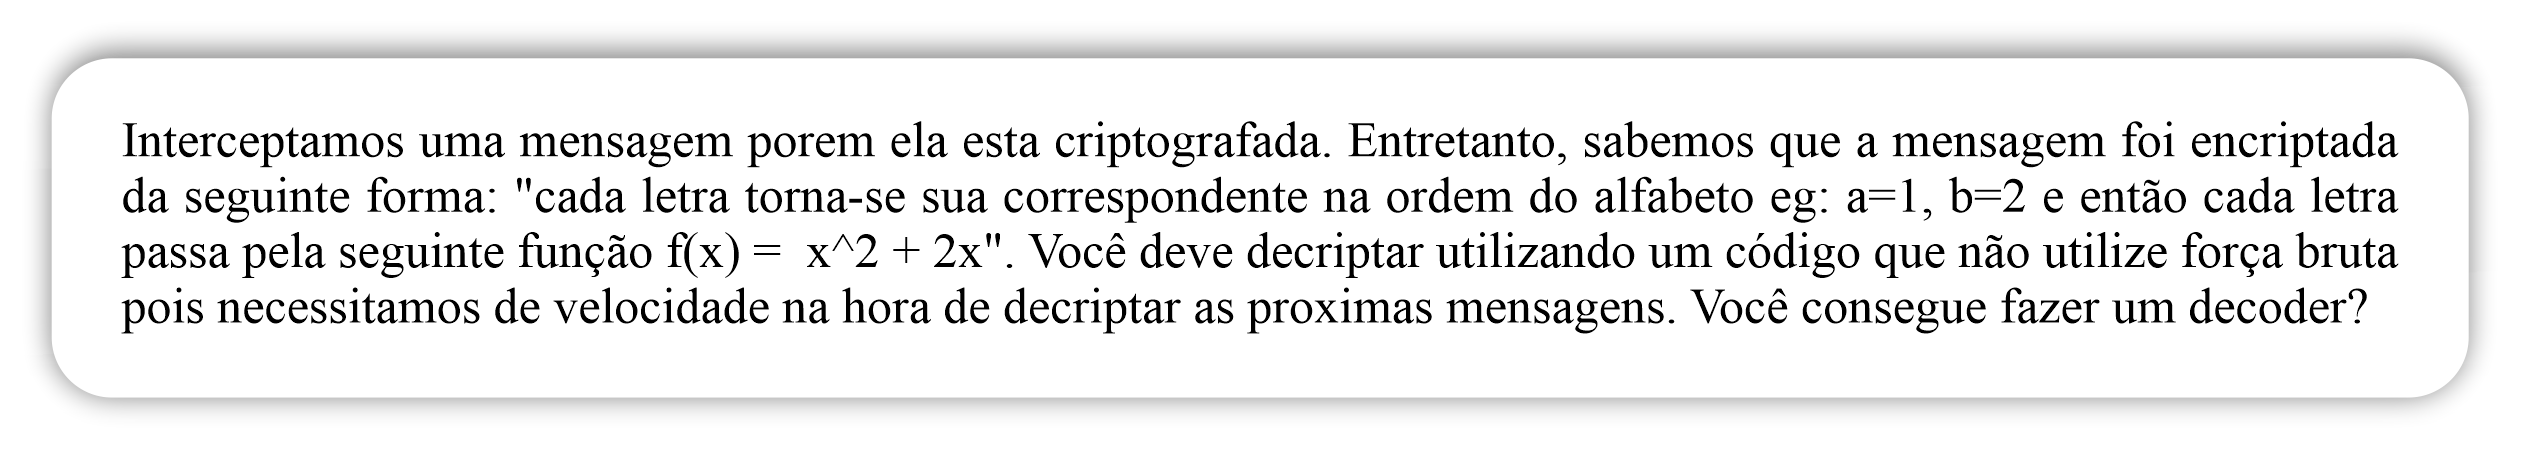 Interceptamos uma mensagem porem ela esta criptografada. Entretanto, sabemos que a mensagem foi encriptada
da seguinte forma: "cada letra torna-se sua correspondente na ordem do alfabeto eg: a=1, b=2 e então cada letra
passa pela seguinte função f(x) =  x^2 + 2x". Você deve decriptar utilizando um código que não utilize força bruta
pois necessitamos de velocidade na hora de decriptar as proximas mensagens. Você consegue fazer um decoder?